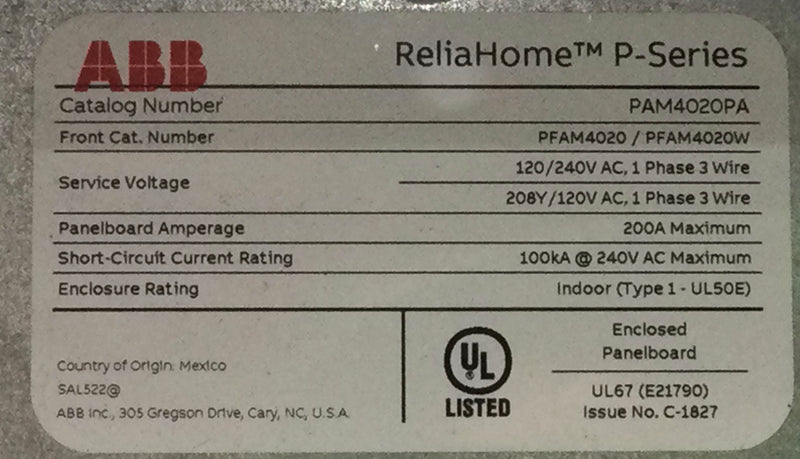 ABB
ReliaHome™ P-Series
Catalog Number PAM4020PA
Front Cat. Number PFAM4020 / PFAM4020W
Service Voltage 120/240V AC, 1 Phase 3 Wire
208Y/120V AC, 1 Phase 3 Wire
Panelboard Amperage 200A Maximum
Short-Circuit Current Rating 100kA @ 240V AC Maximum
Enclosure Rating Indoor (Type 1 - UL50E)
Country of Origin: Mexico
SAL522@
ABB Inc., 305 Gregson Drive, Cary, NC, U.S.A.
UL
®
LISTED
Enclosed
Panelboard
UL67 (E21790)
Issue No. C-1827